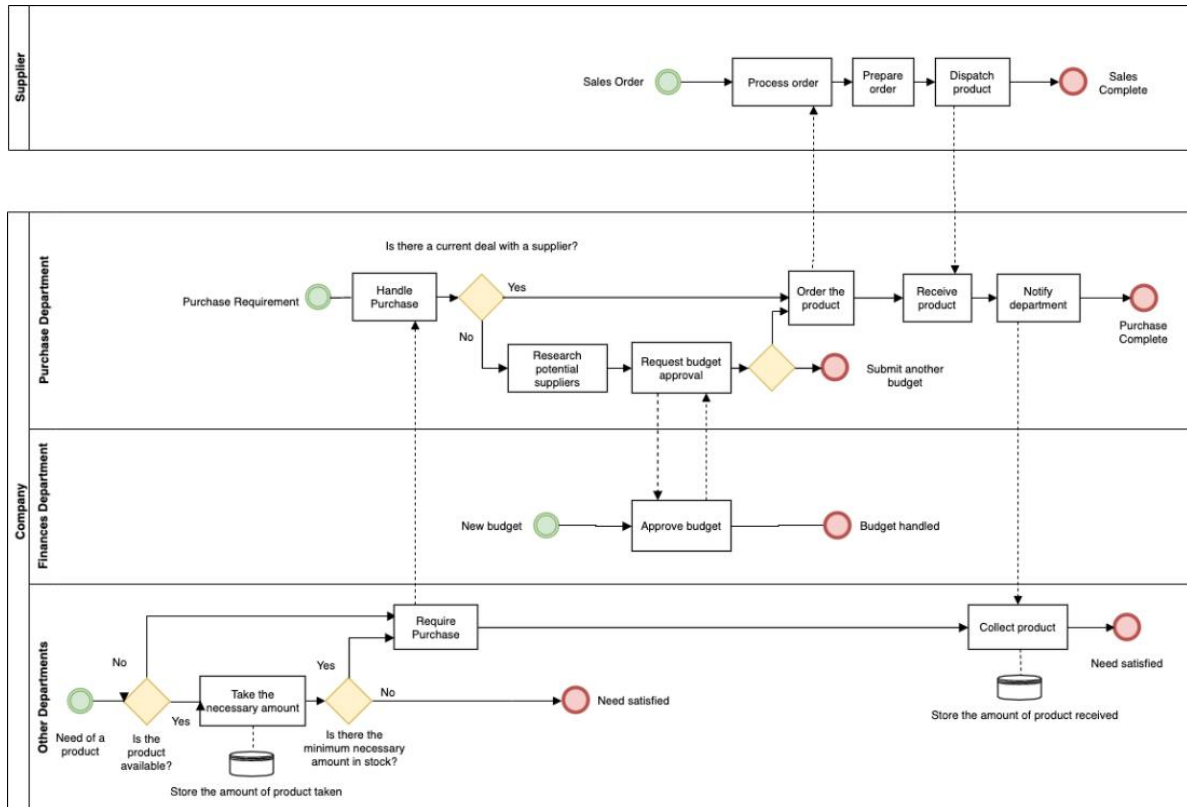 Supplier
Sales Order
Process order
Prepare
order
Dispatch
product
Sales
Complete
Company
Purchase Department
Is there a current deal with a supplier?
Purchase Requirement
Handle
Purchase
Yes
No
Order the
product
Receive
product
Notify
department
Purchase
Complete
Research
potential
suppliers
Request budget
approval
Submit another
budget
Finances Department
New budget
Approve budget
Budget handled
Other Departments
Require
Purchase
Collect product
Need satisfied
No
Yes
Need of a
product
Is the
product
available?
Yes
Take the
necessary amount
No
Need satisfied
Is there the
minimum necessary
amount in stock?
Store the amount of product taken
Store the amount of product received